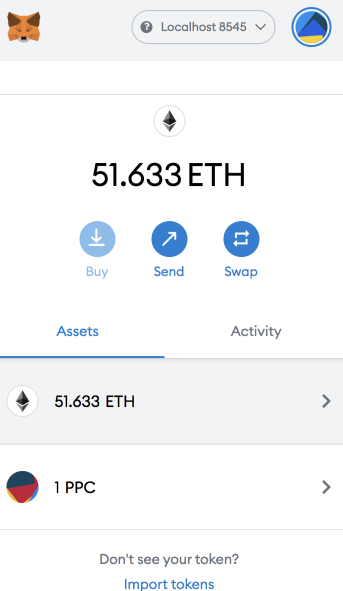 Localhost 8545
51.633 ETH
Buy
Send
Swap
Assets
Activity
51.633 ETH
1 PPC
Don't see your token?
Import tokens